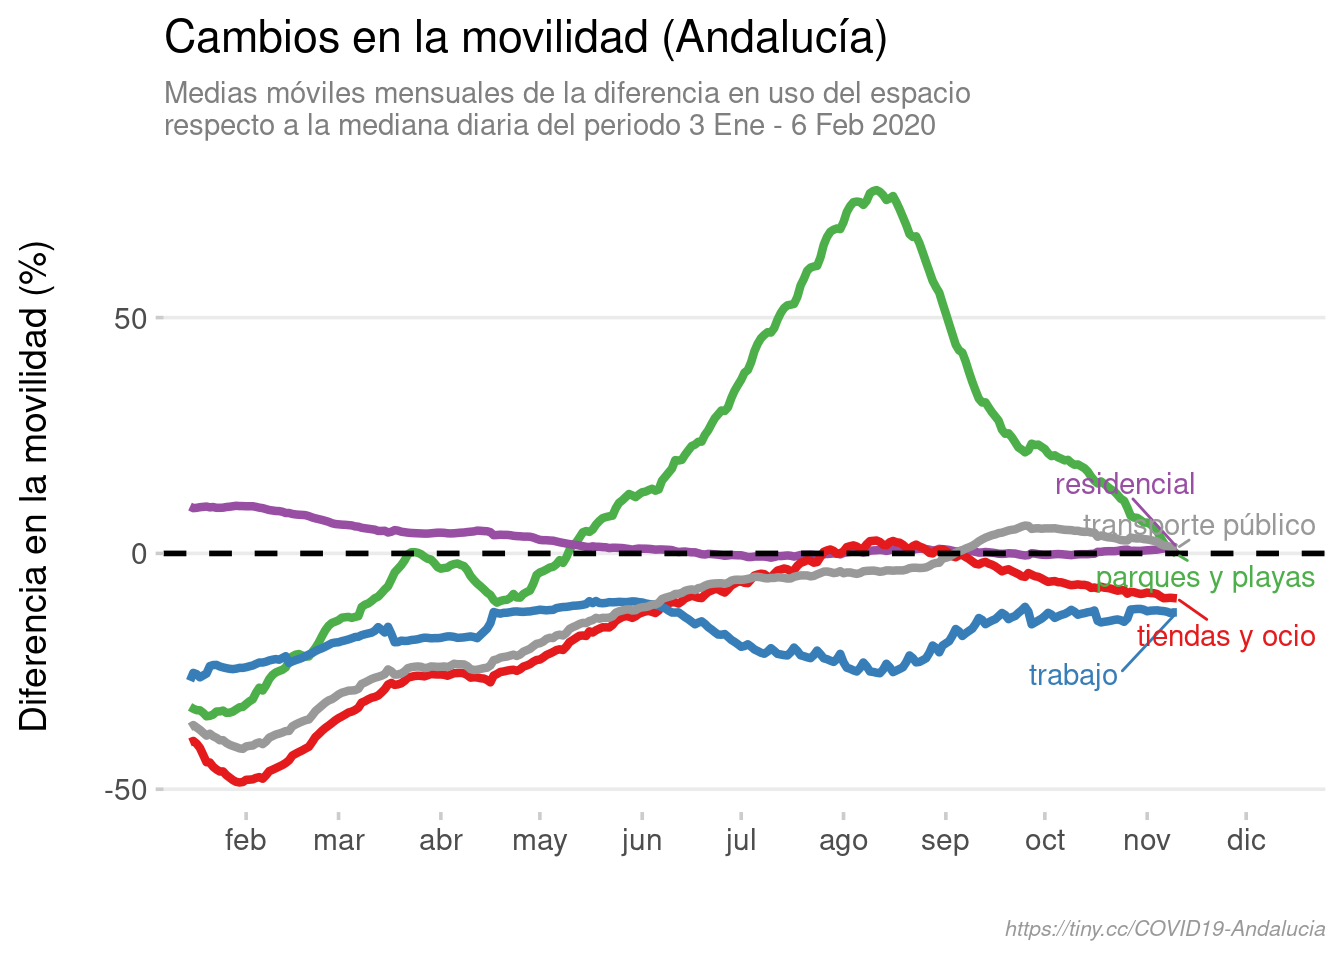 Cambios en la movilidad (Andalucía)
Medias móviles mensuales de la diferencia en uso del espacio
respecto a la mediana diaria del periodo 3 Ene - 6 Feb 2020
Diferencia en la movilidad (%)
50
0
-50
residencial
transporte público
parques y playas
tiendas y ocio
trabajo
feb mar abr may jun jul ago sep oct nov dic
https://tiny.cc/COVID19-Andalucia